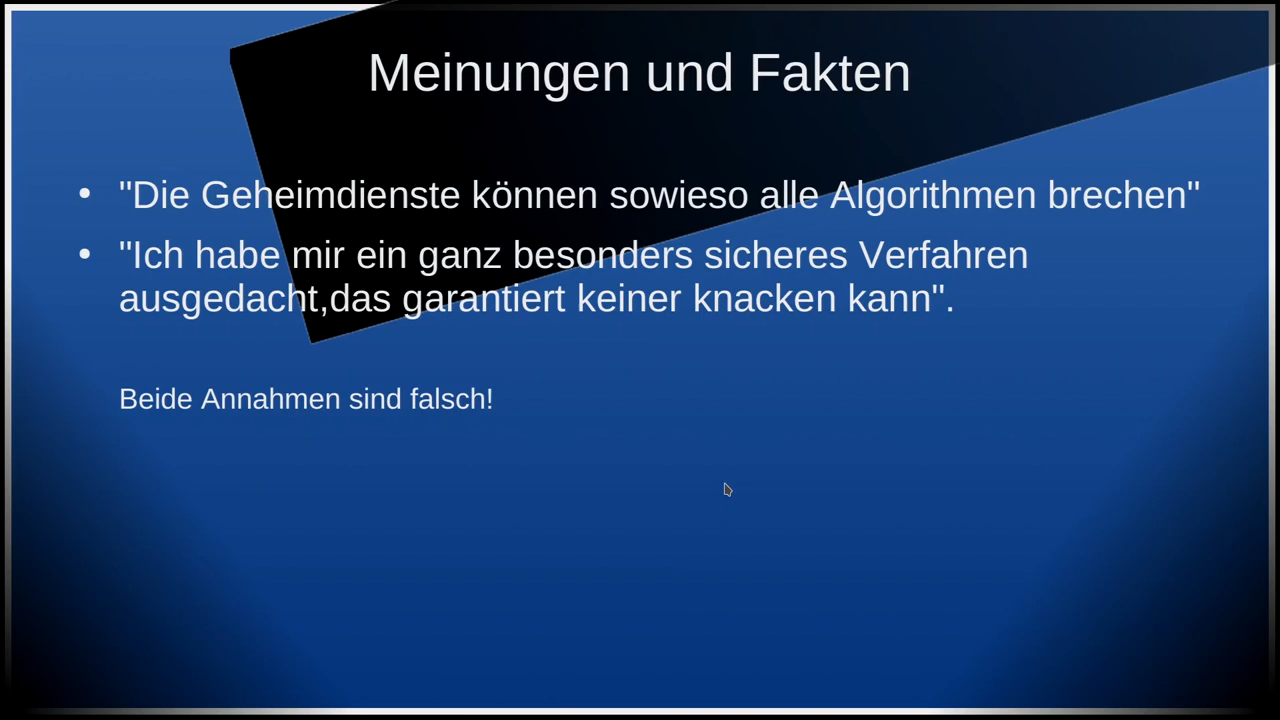 Meinungen und Fakten
• "Die Geheimdienste können sowieso alle Algorithmen brechen"
• "Ich habe mir ein ganz besonders sicheres Verfahren
ausgedacht,das garantiert keiner knacken kann".
Beide Annahmen sind falsch!